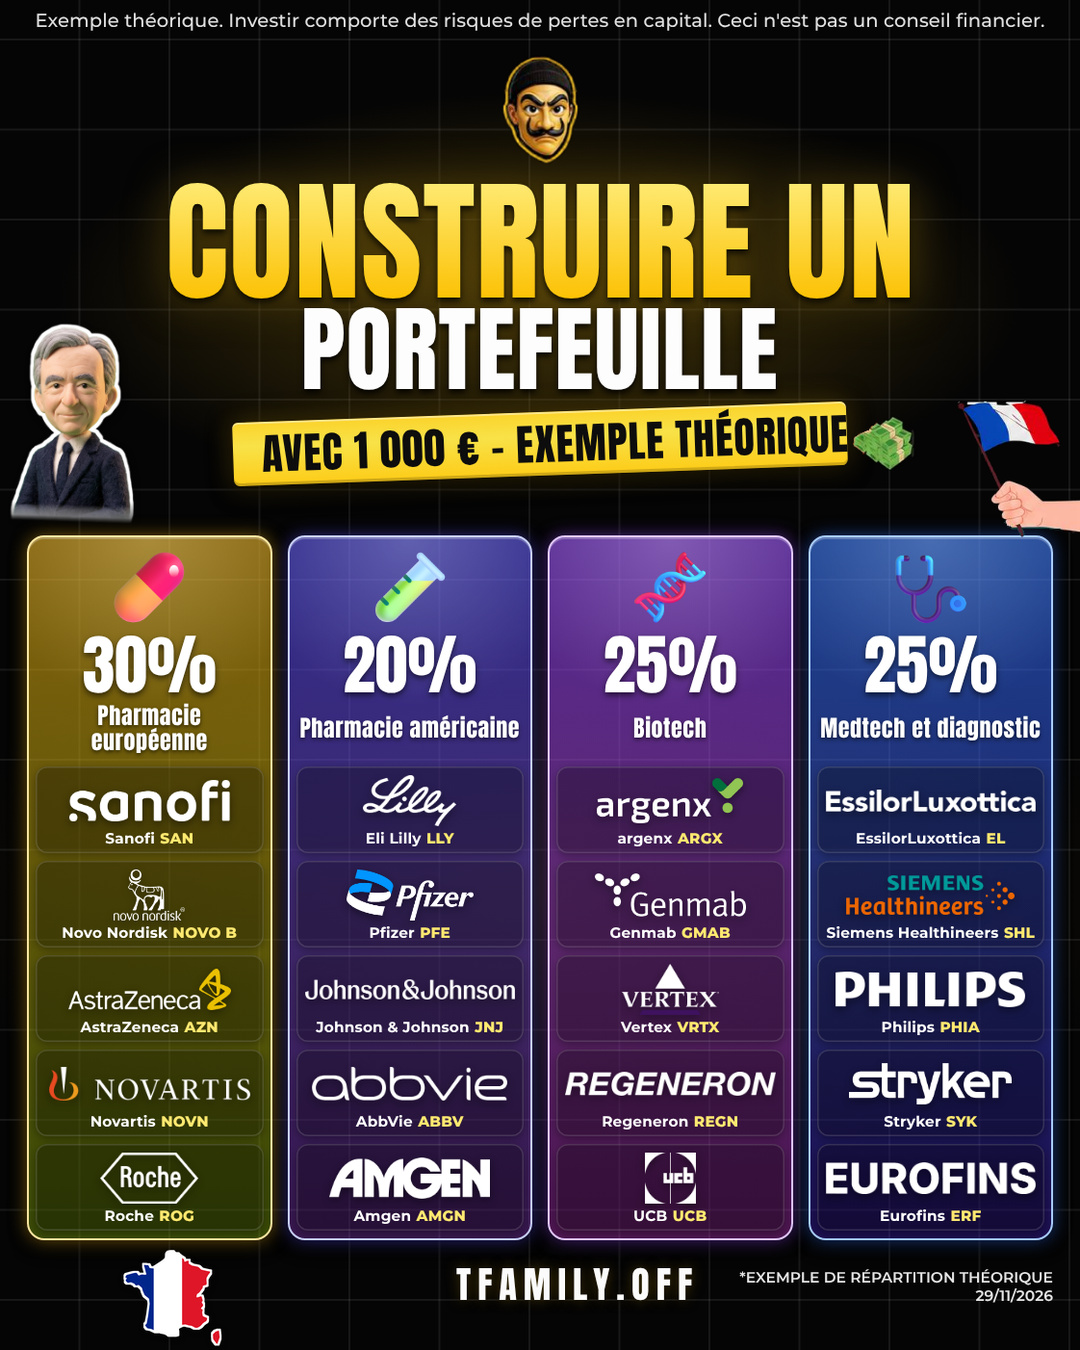 Exemple théorique. Investir comporte des risques de pertes en capital. Ceci n'est pas un conseil financier.
CONSTRUIRE UN
PORTEFEUILLE
AVEC 1 000 € - EXEMPLE THÉORIQUE
30%
Pharmacie
européenne
sanofi
Sanofi SAN
novo nordisk®
Novo Nordisk NOVO B
AstraZeneca
AstraZeneca AZN
NOVARTIS
Novartis NOVN
Roche
Roche ROG
20%
Pharmacie américaine
Lilly
Eli Lilly LLY
Pfizer
Pfizer PFE
Johnson&Johnson
Johnson & Johnson JNJ
abbvie
AbbVie ABBV
AMGEN
Amgen AMGN
25%
Biotech
argenx
argenx ARGX
Genmab
Genmab GMAB
VERTEX
Vertex VRTX
REGENERON
Regeneron REGN
ucb
UCB UCB
25%
Medtech et diagnostic
EssilorLuxottica
EssilorLuxottica EL
SIEMENS
Healthineers
Siemens Healthineers SHL
PHILIPS
Philips PHIA
stryker
Stryker SYK
EUROFINS
Eurofins ERF
TFAMILY.OFF
*EXEMPLE DE RÉPARTITION THÉORIQUE
29/11/2026